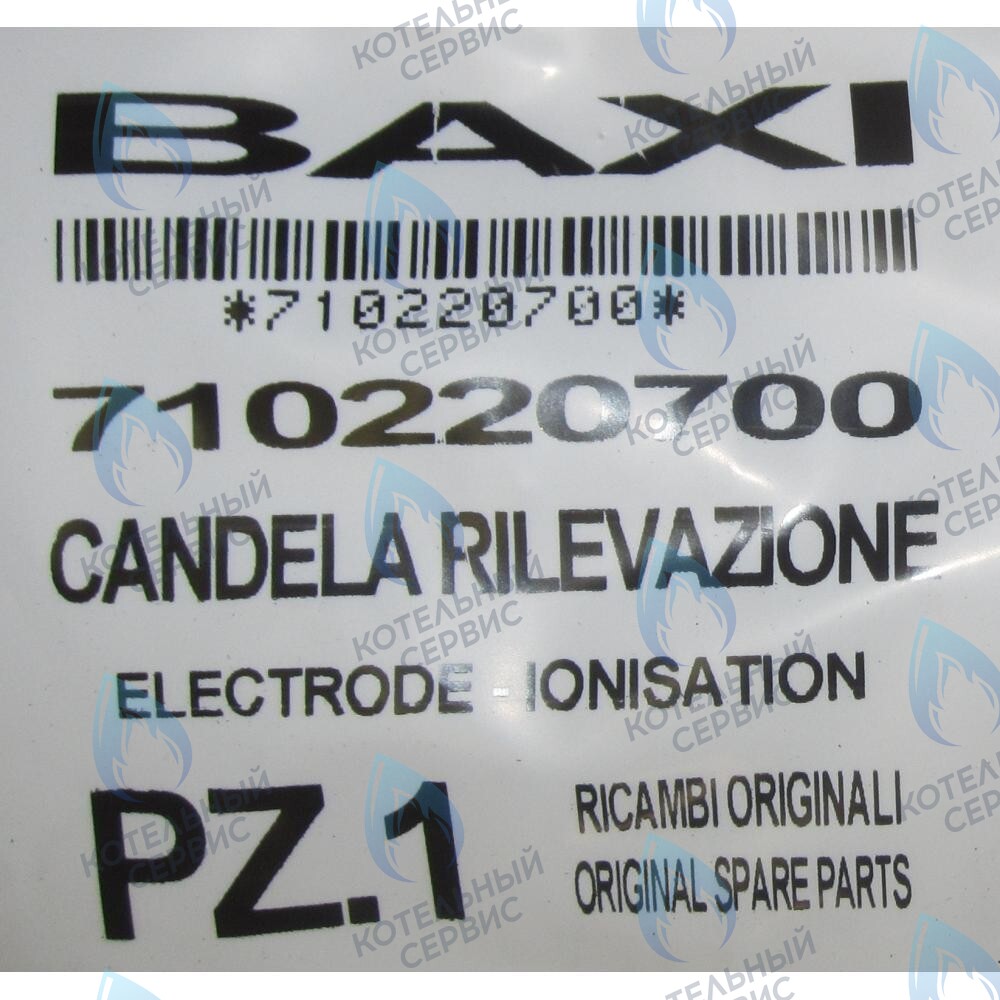 BAXI
*710220700*
710220700
CANDELA RILEVAZIONE
ELECTRODE - IONISATION
PZ.1
RICAMBI ORIGINALI
ORIGINAL SPARE PARTS
КОТЕЛЬНЫЙ
СЕРВИС